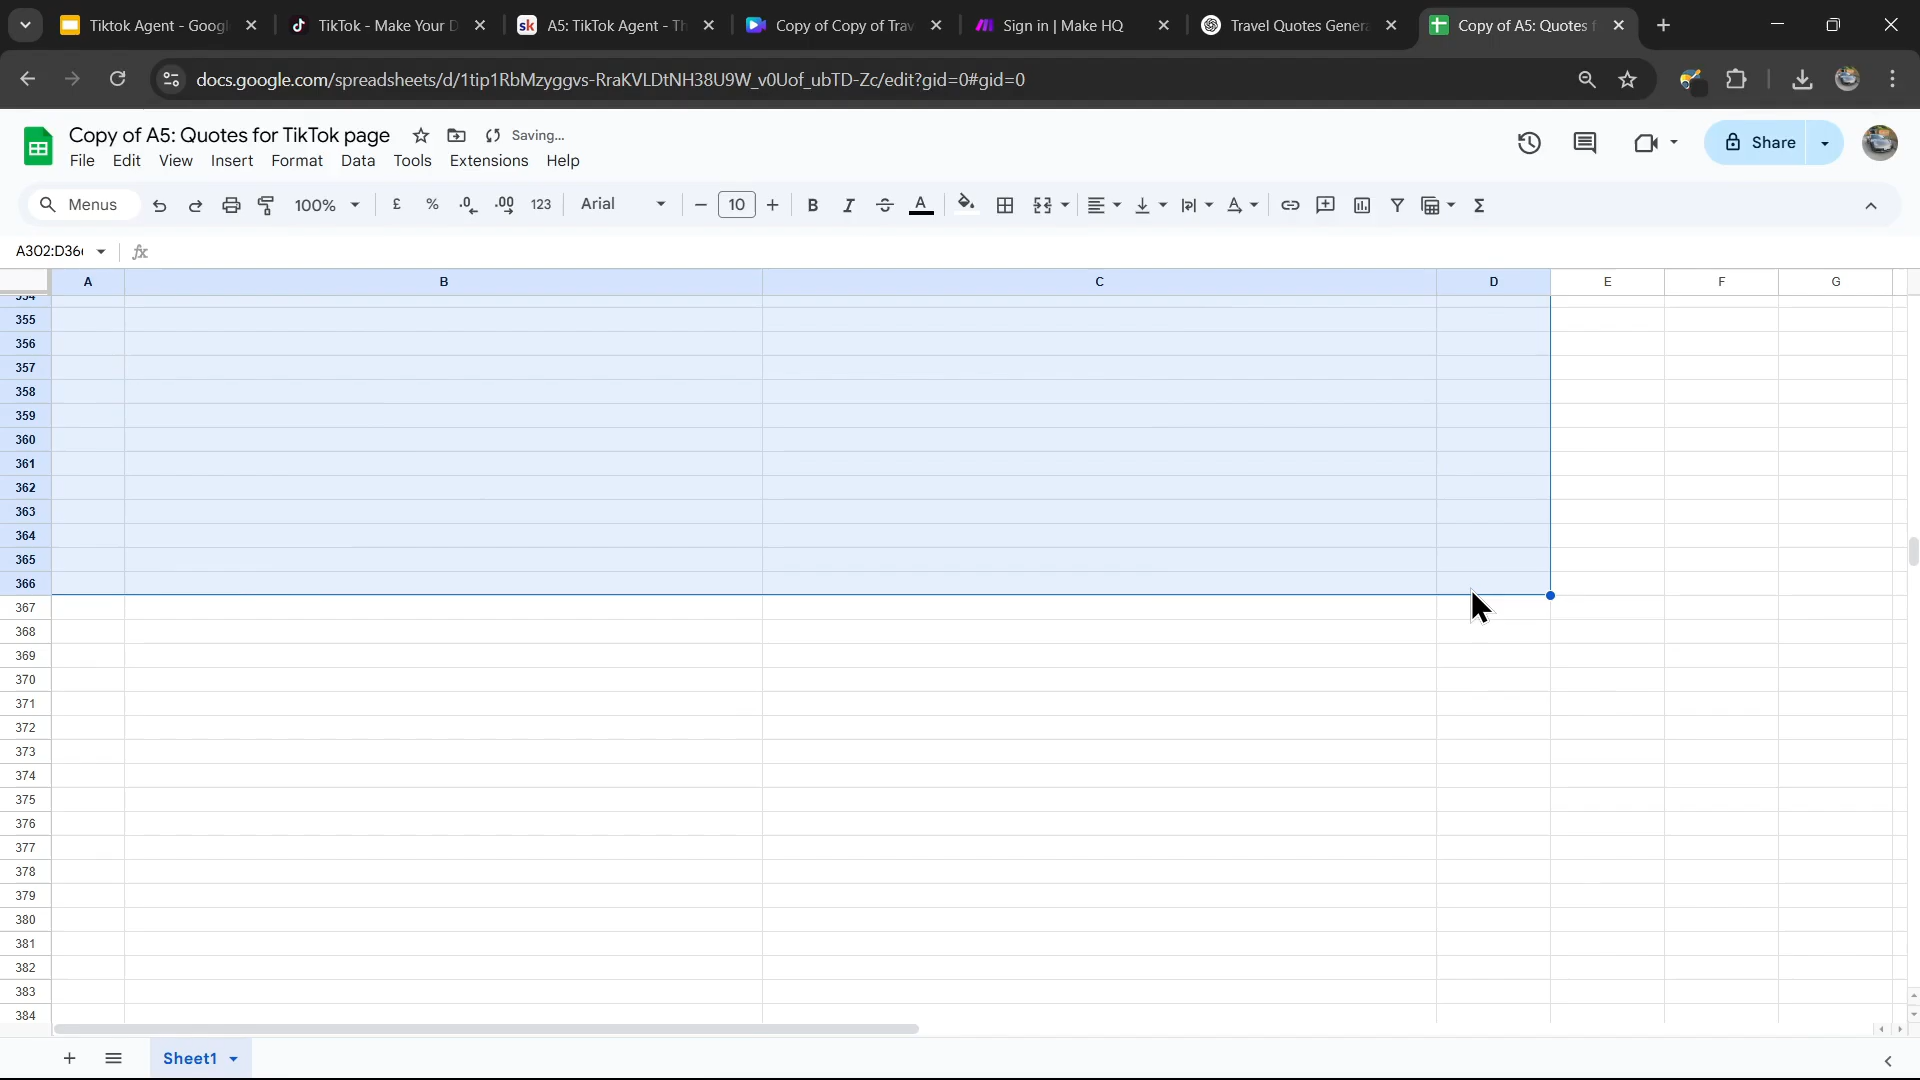 Tiktok Agent - Googl
TikTok - Make Your D
sk A5: TikTok Agent - Th
Copy of Copy of Trav
Sign in | Make HQ
Travel Quotes Genera
Copy of A5: Quotes f
docs.google.com/spreadsheets/d/1tip1RbMzyggvs-RraKVLDtNH38U9W_v0Uof_ubTD-Zc/edit?gid=0#gid=0
Copy of A5: Quotes for TikTok page
Saving...
File Edit View Insert Format Data Tools Extensions Help
Share
Menus
100%
£ % .0 .00 123
Arial
10
B I A
A302:D36
fx
A B C D E F G
354
355
356
357
358
359
360
361
362
363
364
365
366
367
368
369
370
371
372
373
374
375
376
377
378
379
380
381
382
383
384
Sheet1